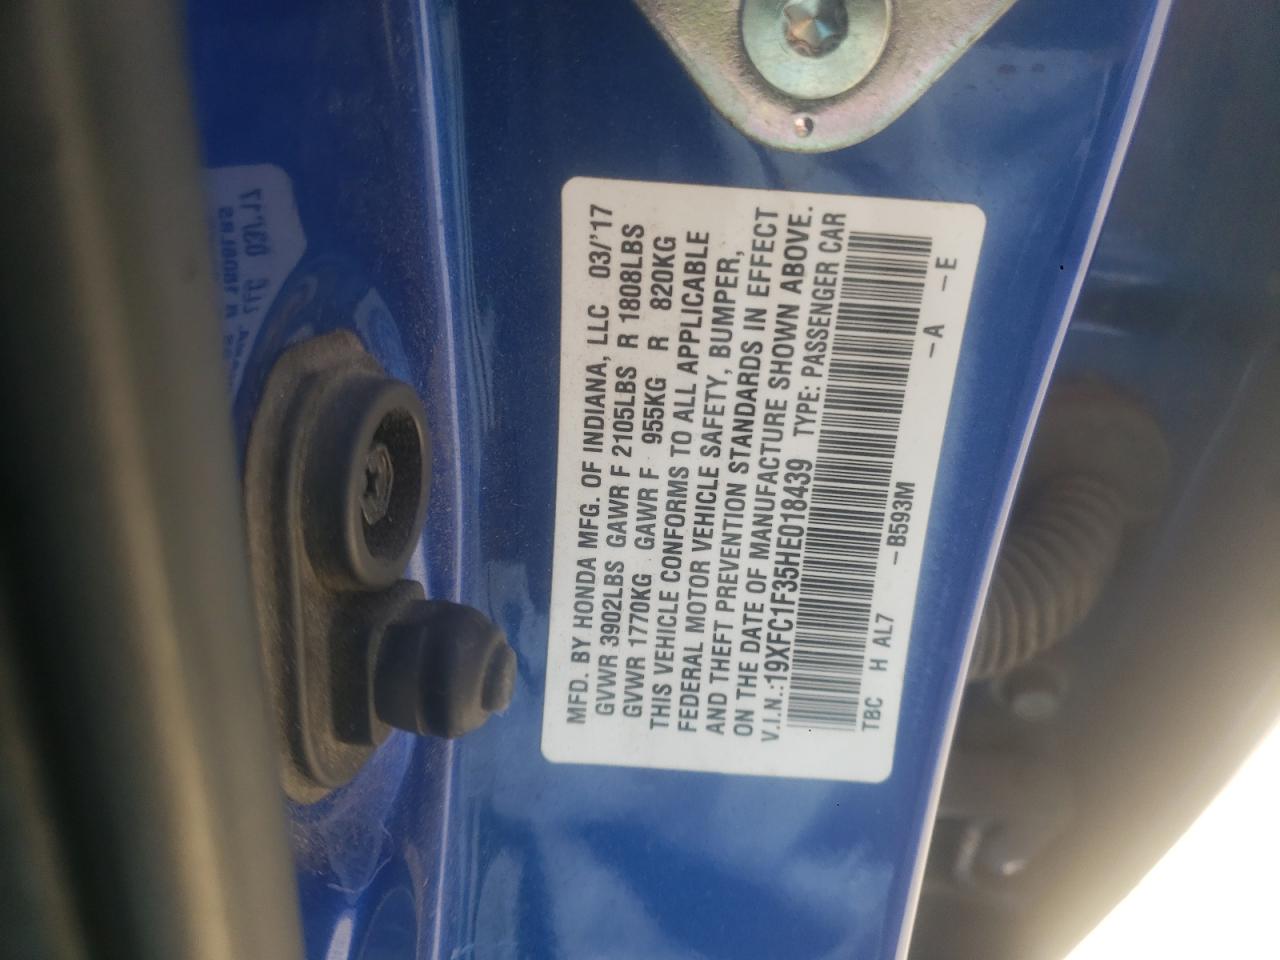 MFD. BY HONDA MFG. OF INDIANA, LLC 03/'17
GVWR 3902LBS GAWR F 2105LBS R 1808LBS
GVWR 1770KG GAWR F 955KG R 820KG
THIS VEHICLE CONFORMS TO ALL APPLICABLE
FEDERAL MOTOR VEHICLE SAFETY, BUMPER,
AND THEFT PREVENTION STANDARDS IN EFFECT
ON THE DATE OF MANUFACTURE SHOWN ABOVE.
V.I.N.:19XFC1F35HE018439 TYPE: PASSENGER CAR
TBC H AL7 -B593M -A -E